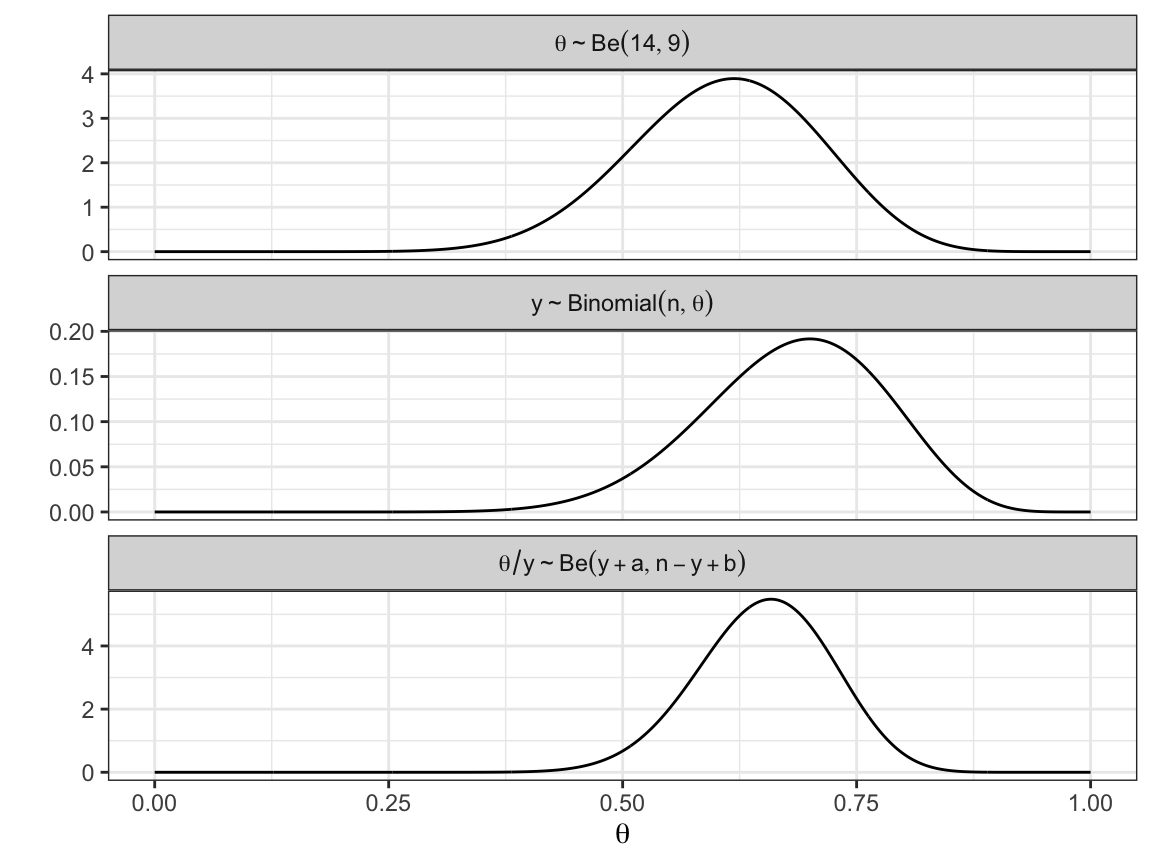 θ ~ Be(14, 9)
4
3
2
1
0
y ~ Binomial(n, θ)
0.20
0.15
0.10
0.05
0.00
θ/y ~ Be(y + a, n − y + b)
4
2
0
0.00 0.25 0.50 0.75 1.00
θ